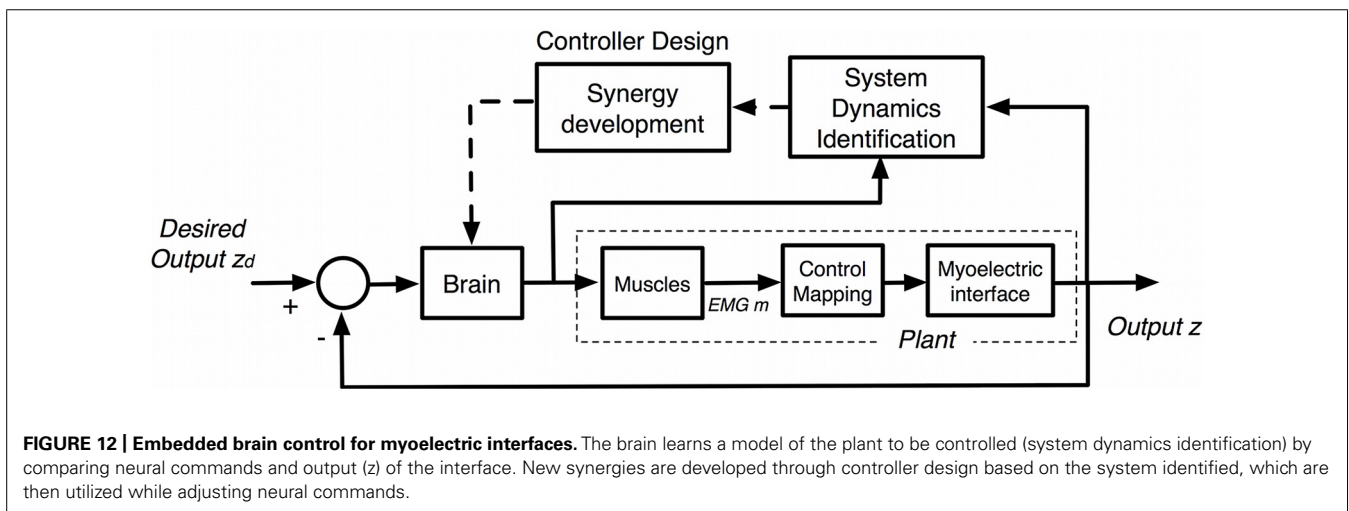 Controller Design
Synergy
development
System
Dynamics
Identification
Desired
Output zd
+
-
Brain
Muscles
EMG m
Control
Mapping
Myoelectric
interface
Plant
Output z
FIGURE 12 | Embedded brain control for myoelectric interfaces. The brain learns a model of the plant to be controlled (system dynamics identification) by
comparing neural commands and output (z) of the interface. New synergies are developed through controller design based on the system identified, which are
then utilized while adjusting neural commands.